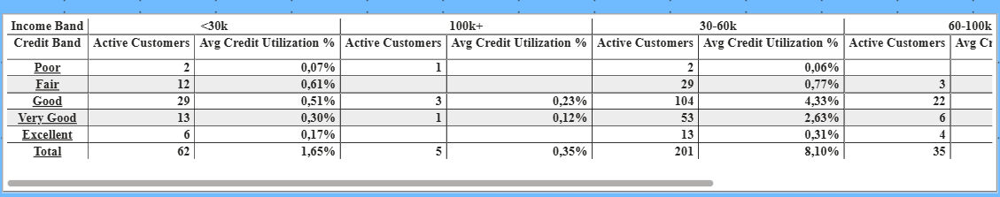 Income Band <30k 100k+ 30-60k 60-100k
Credit Band Active Customers Avg Credit Utilization % Active Customers Avg Credit Utilization % Active Customers Avg Credit Utilization % Active Customers Avg Cr
Poor 2 0,07% 1 2 0,06%
Fair 12 0,61% 29 0,77% 3
Good 29 0,51% 3 0,23% 104 4,33% 22
Very Good 13 0,30% 1 0,12% 53 2,63% 6
Excellent 6 0,17% 13 0,31% 4
Total 62 1,65% 5 0,35% 201 8,10% 35